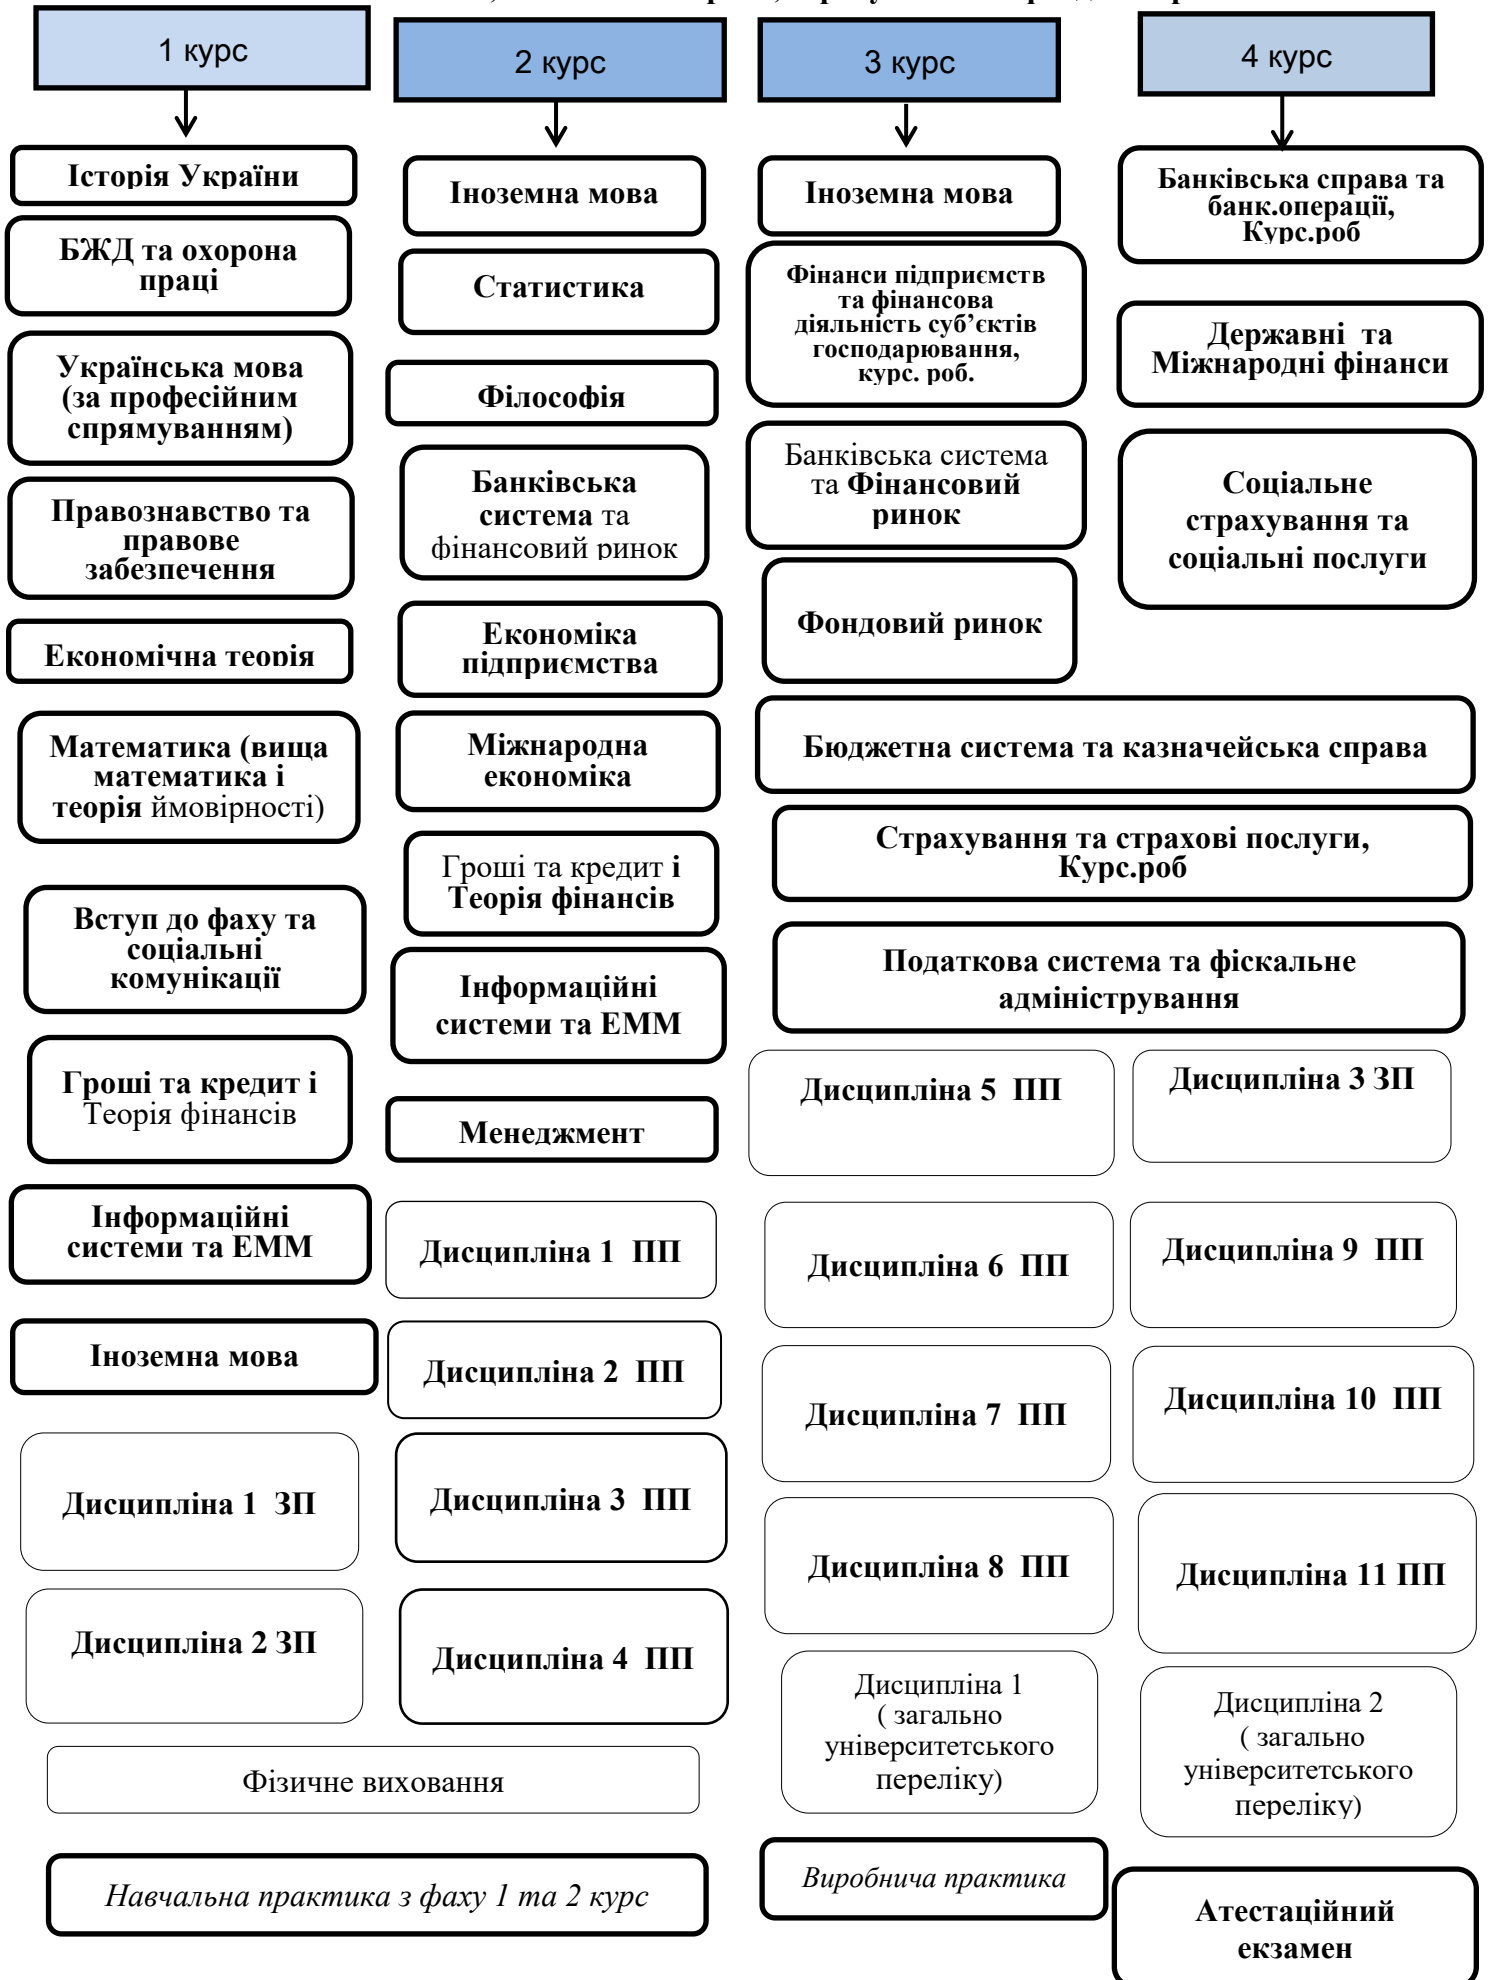 1 курс
Історія України
БЖД та охорона
праці
Українська мова
(за професійним
спрямуванням)
Правознавство та
правове
забезпечення
Економічна теорія
Математика (вища
математика і
теорія ймовірності)
Вступ до фаху та
соціальні
комунікації
Гроші та кредит і
Теорія фінансів
Інформаційні
системи та ЕММ
Іноземна мова
Дисципліна 1 ЗП
Дисципліна 2 ЗП
2 курс
Іноземна мова
Статистика
Філософія
Банківська
система та
фінансовий ринок
Економіка
підприємства
Міжнародна
економіка
Гроші та кредит і
Теорія фінансів
Інформаційні
системи та ЕММ
Менеджмент
Дисципліна 1 ПП
Дисципліна 2 ПП
Дисципліна 3 ПП
Дисципліна 4 ПП
Фізичне виховання
Навчальна практика з фаху 1 та 2 курс
3 курс
Іноземна мова
Фінанси підприємств
та фінансова
діяльність суб’єктів
господарювання,
курс. роб.
Банківська система
та Фінансовий
ринок
Фондовий ринок
4 курс
Банківська справа та
банк.операції,
Курс.роб
Державні та
Міжнародні фінанси
Соціальне
страхування та
соціальні послуги
Бюджетна система та казначейська справа
Страхування та страхові послуги,
Курс.роб
Податкова система та фіскальне
адміністрування
Дисципліна 5 ПП
Дисципліна 6 ПП
Дисципліна 7 ПП
Дисципліна 8 ПП
Дисципліна 1
( загально
університетського
переліку)
Виробнича практика
Дисципліна 3 ЗП
Дисципліна 9 ПП
Дисципліна 10 ПП
Дисципліна 11 ПП
Дисципліна 2
( загально
університетського
переліку)
Атестаційний
екзамен